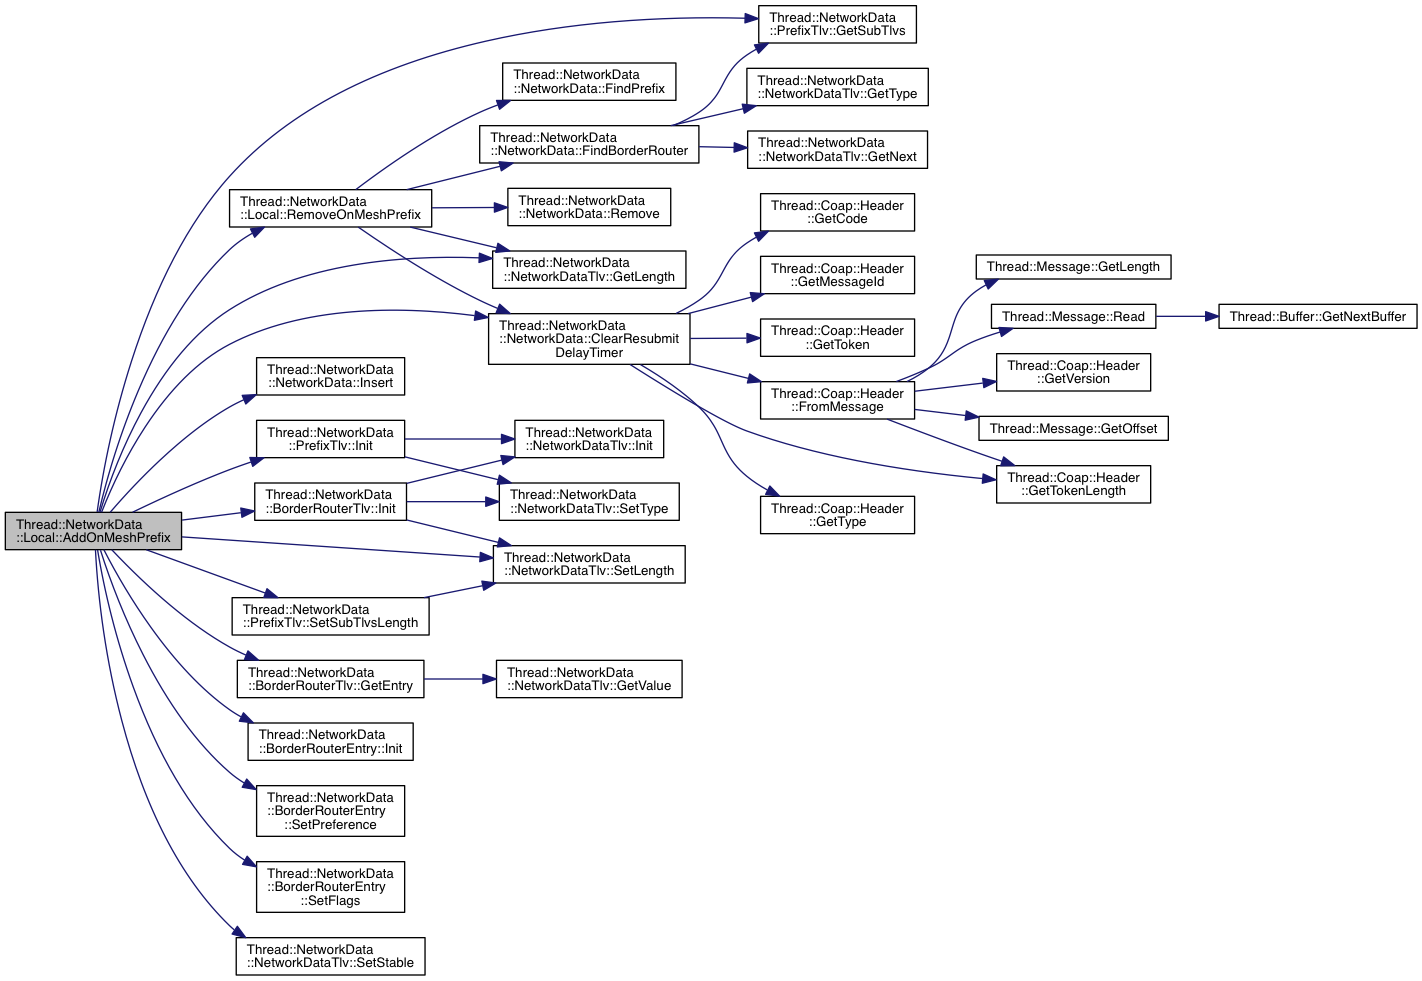 Thread::NetworkData
::PrefixTlv::GetSubTlvs
Thread::NetworkData
::NetworkData::FindPrefix
Thread::NetworkData
::NetworkDataTlv::GetType
Thread::NetworkData
::NetworkData::FindBorderRouter
Thread::NetworkData
::NetworkDataTlv::GetNext
Thread::NetworkData
::Local::RemoveOnMeshPrefix
Thread::NetworkData
::NetworkData::Remove
Thread::Coap::Header
::GetCode
Thread::NetworkData
::NetworkDataTlv::GetLength
Thread::Coap::Header
::GetMessageId
Thread::Message::GetLength
Thread::NetworkData
::NetworkData::ClearResubmit
DelayTimer
Thread::Coap::Header
::GetToken
Thread::Message::Read
Thread::Buffer::GetNextBuffer
Thread::NetworkData
::NetworkData::Insert
Thread::Coap::Header
::FromMessage
Thread::Coap::Header
::GetVersion
Thread::Message::GetOffset
Thread::NetworkData
::PrefixTlv::Init
Thread::NetworkData
::NetworkDataTlv::Init
Thread::Coap::Header
::GetTokenLength
Thread::NetworkData
::BorderRouterTlv::Init
Thread::NetworkData
::NetworkDataTlv::SetType
Thread::Coap::Header
::GetType
Thread::NetworkData
::Local::AddOnMeshPrefix
Thread::NetworkData
::NetworkDataTlv::SetLength
Thread::NetworkData
::PrefixTlv::SetSubTlvsLength
Thread::NetworkData
::BorderRouterTlv::GetEntry
Thread::NetworkData
::NetworkDataTlv::GetValue
Thread::NetworkData
::BorderRouterEntry::Init
Thread::NetworkData
::BorderRouterEntry
::SetPreference
Thread::NetworkData
::BorderRouterEntry
::SetFlags
Thread::NetworkData
::NetworkDataTlv::SetStable